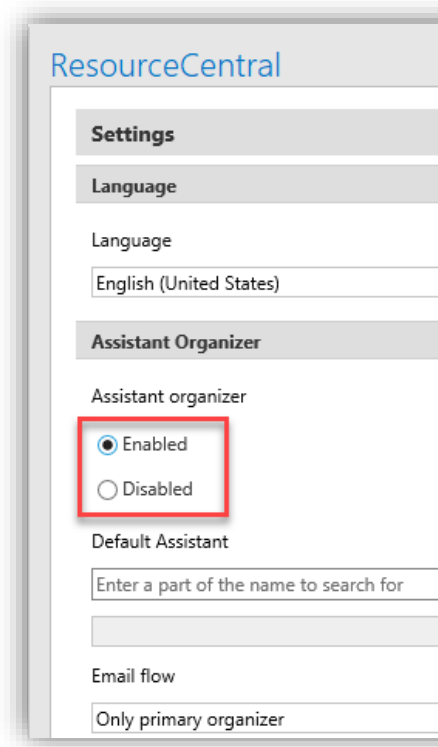 ResourceCentral
Settings
Language
Language
English (United States)
Assistant Organizer
Assistant organizer
Enabled
Disabled
Default Assistant
Enter a part of the name to search for
Email flow
Only primary organizer